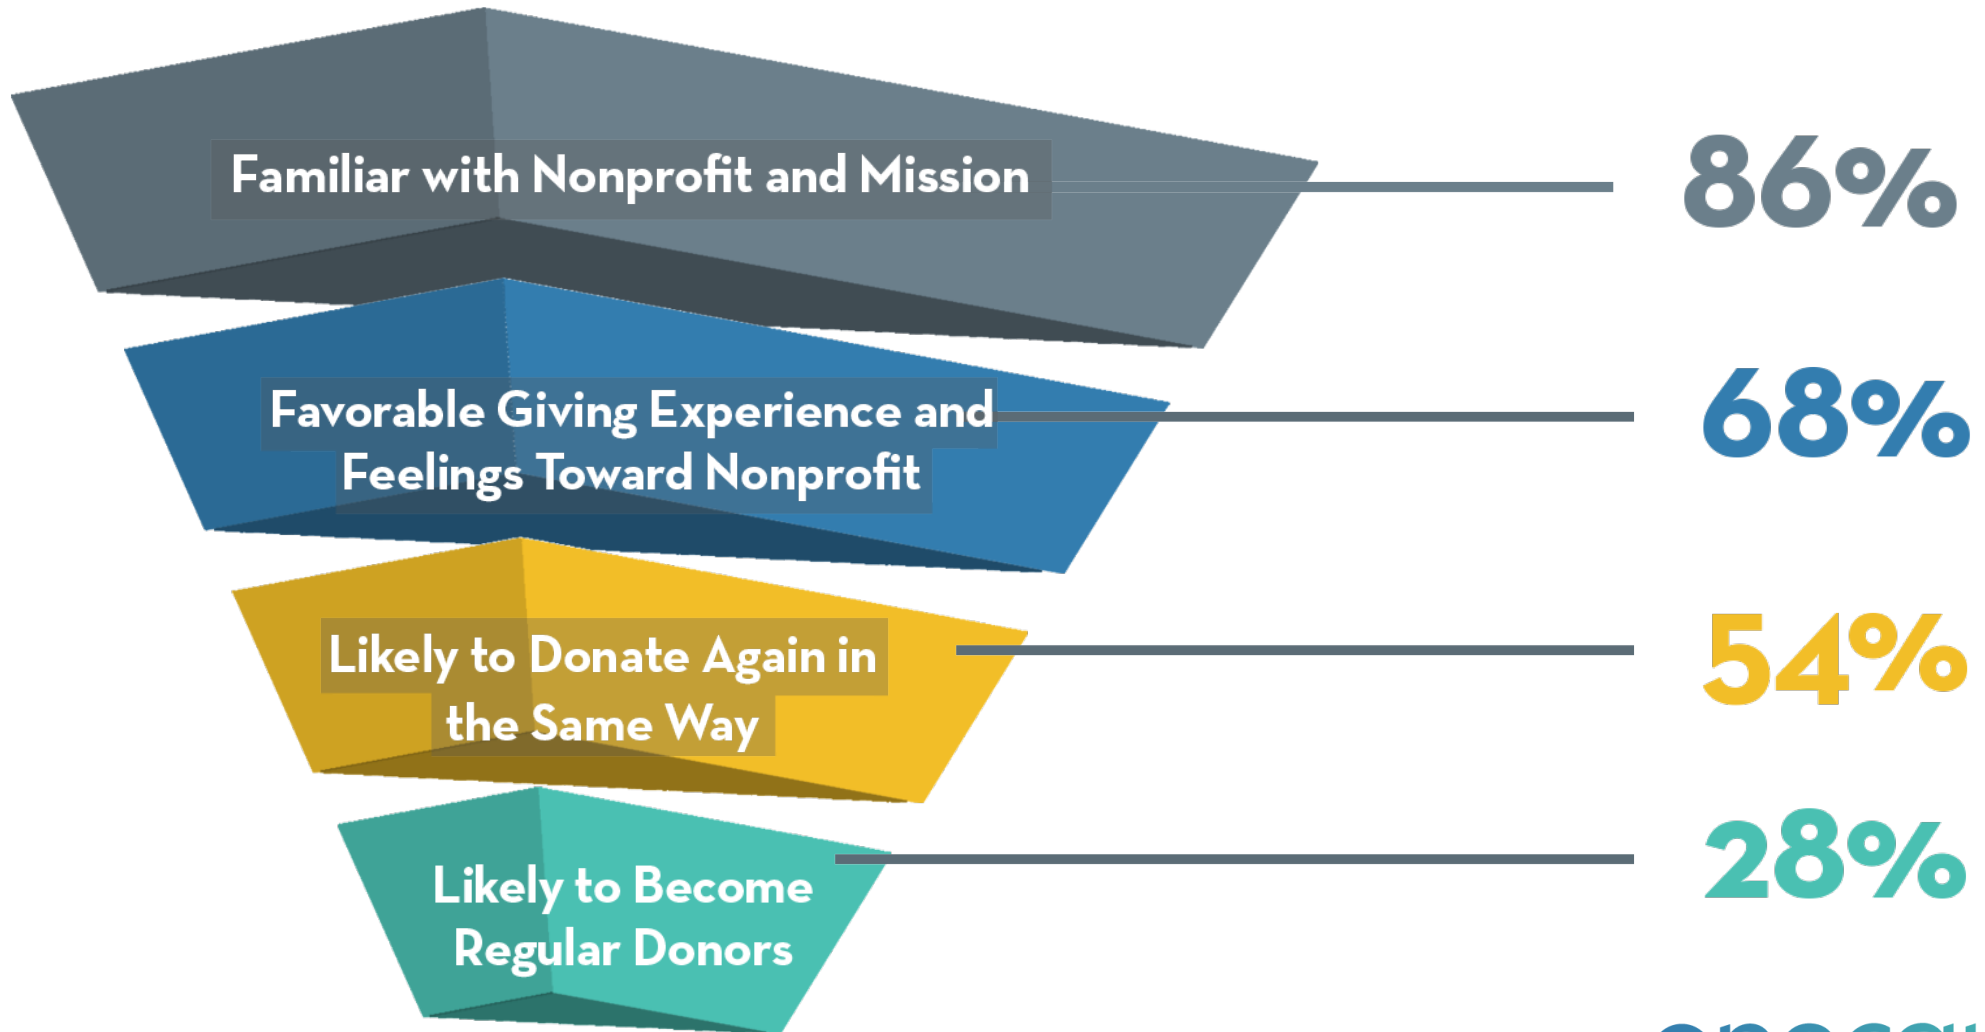 Familiar with Nonprofit and Mission
86%
Favorable Giving Experience and
Feelings Toward Nonprofit
68%
Likely to Donate Again in
the Same Way
54%
Likely to Become
Regular Donors
28%